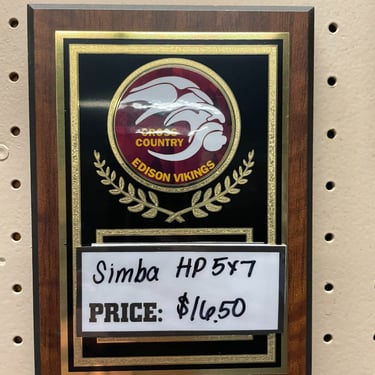 CROSS
COUNTRY
EDISON VIKINGS
Simba HP 5x7
PRICE: $16.50